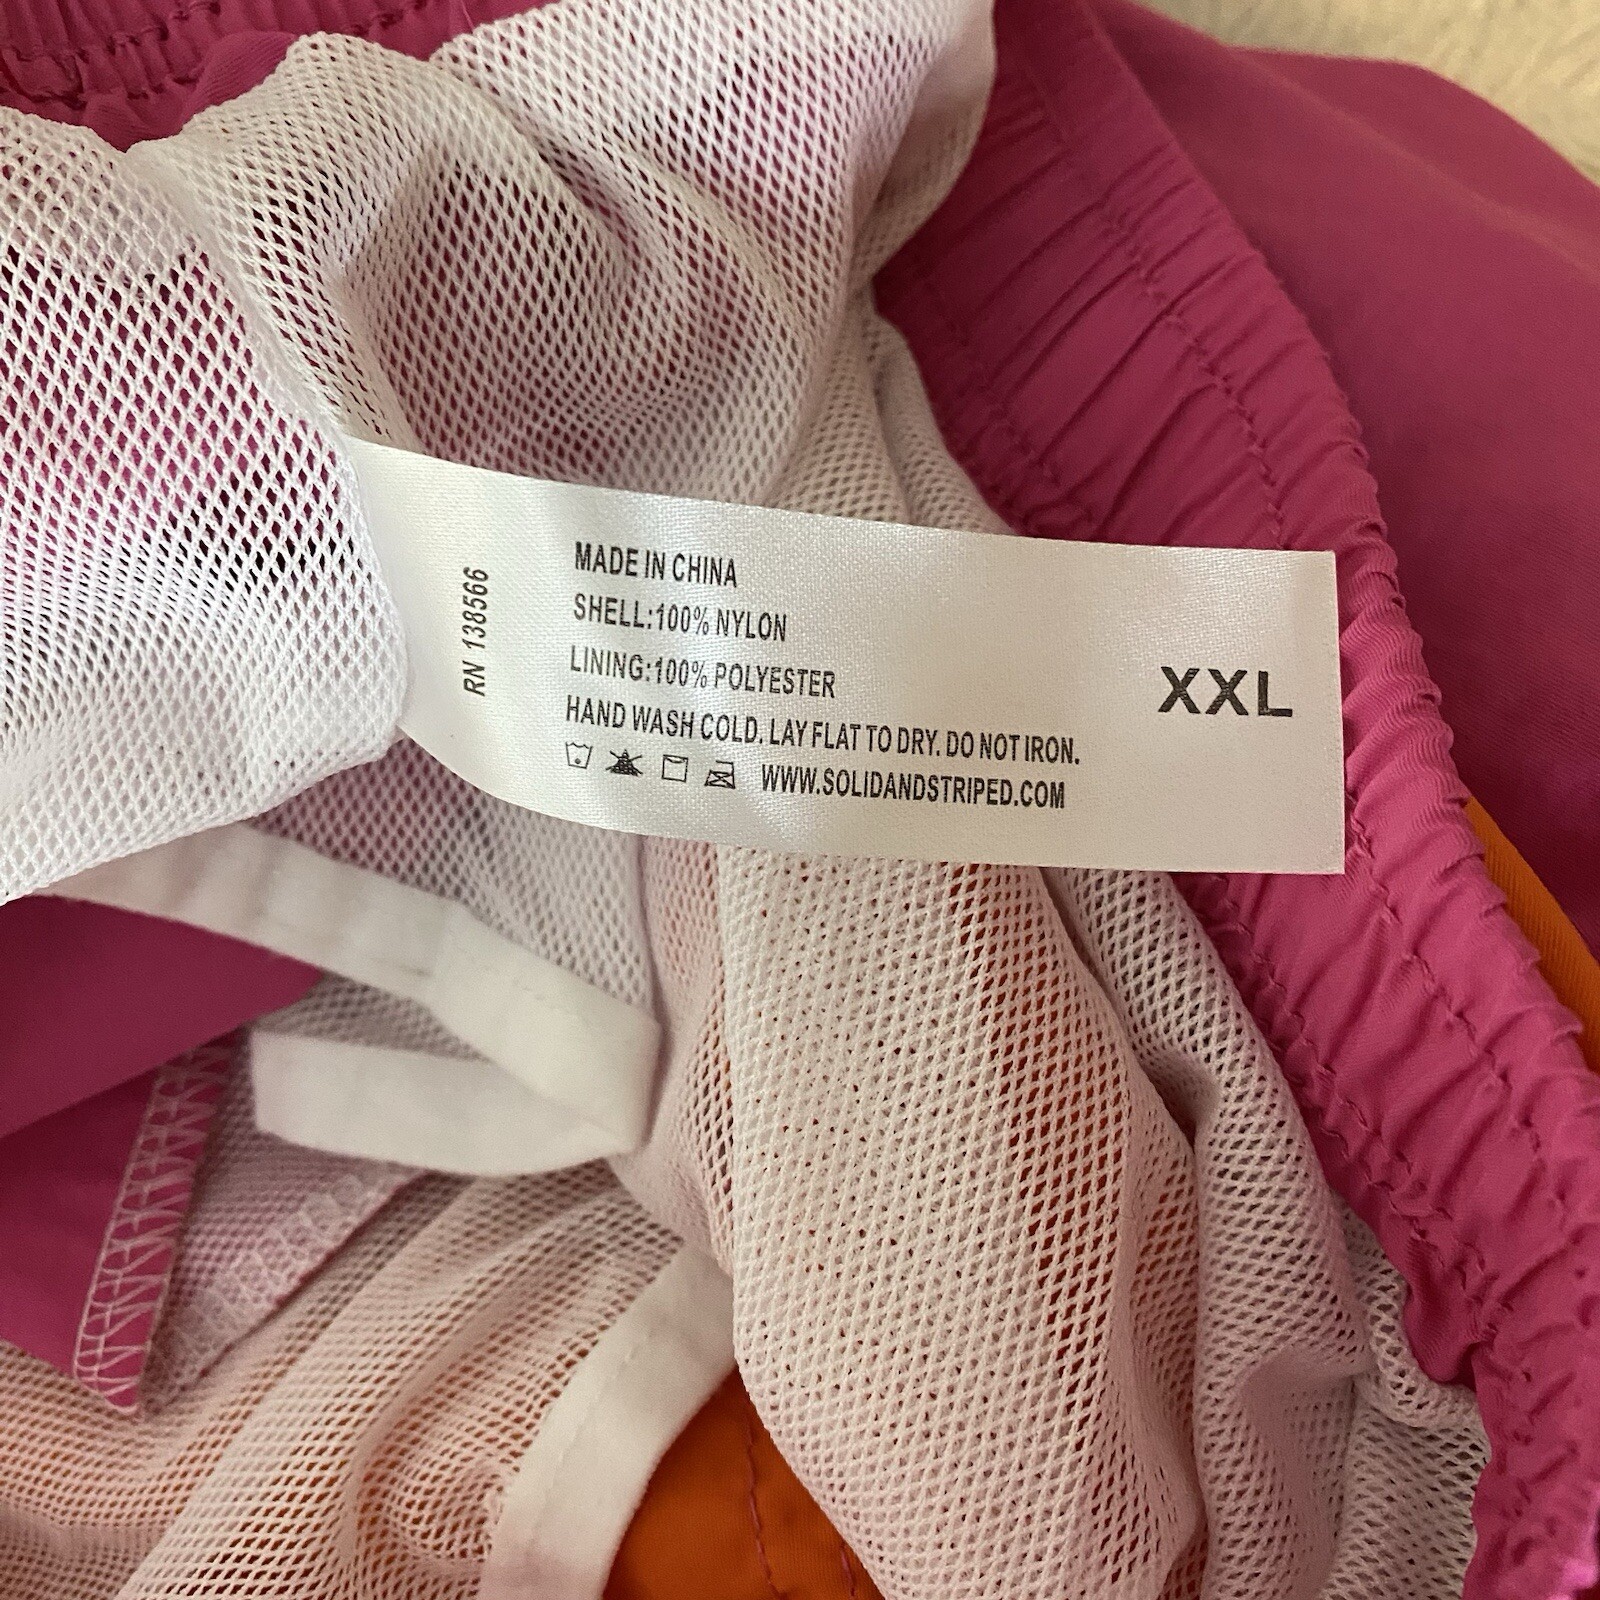 RN 138566
MADE IN CHINA
SHELL:100% NYLON
LINING:100% POLYESTER
HAND WASH COLD. LAY FLAT TO DRY. DO NOT IRON.
WWW.SOLIDANDSTRIPED.COM
XXL